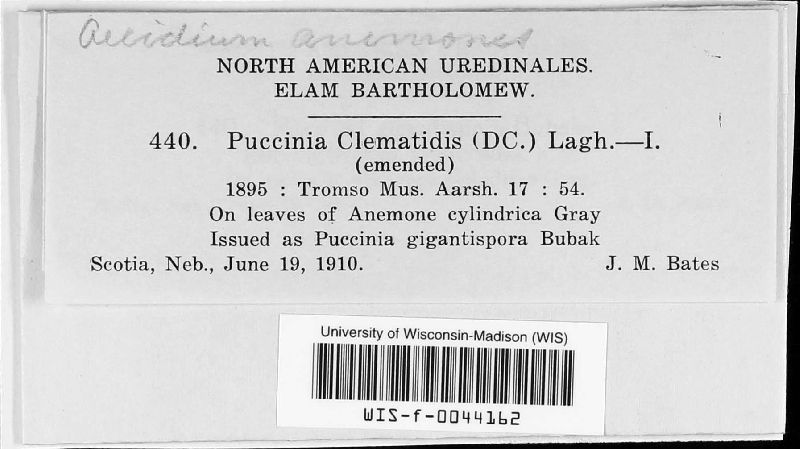 Aecidium anemones
NORTH AMERICAN UREDINALES.
ELAM BARTHOLOMEW.
440. Puccinia Clematidis (DC.) Lagh.—I.
(emended)
1895 : Tromso Mus. Aarsh. 17 : 54.
On leaves of Anemone cylindrica Gray
Issued as Puccinia gigantispora Bubak
Scotia, Neb., June 19, 1910. J. M. Bates
University of Wisconsin-Madison (WIS)
WIS-f-0044162